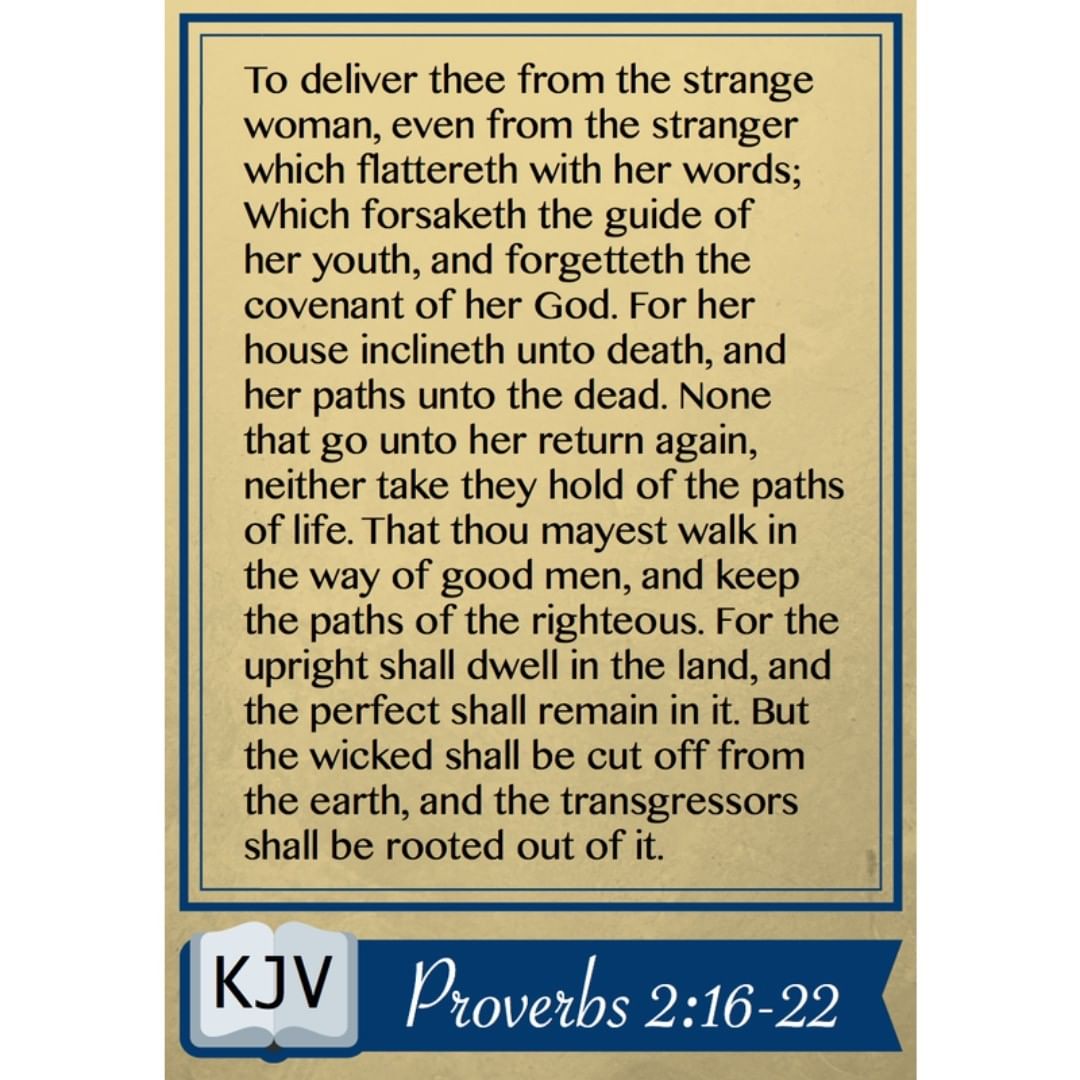 To deliver thee from the strange
woman, even from the stranger
which flattereth with her words;
Which forsaketh the guide of
her youth, and forgetteth the
covenant of her God. For her
house inclineth unto death, and
her paths unto the dead. None
that go unto her return again,
neither take they hold of the paths
of life. That thou mayest walk in
the way of good men, and keep
the paths of the righteous. For the
upright shall dwell in the land, and
the perfect shall remain in it. But
the wicked shall be cut off from
the earth, and the transgressors
shall be rooted out of it.
KJV
Proverbs 2:16-22